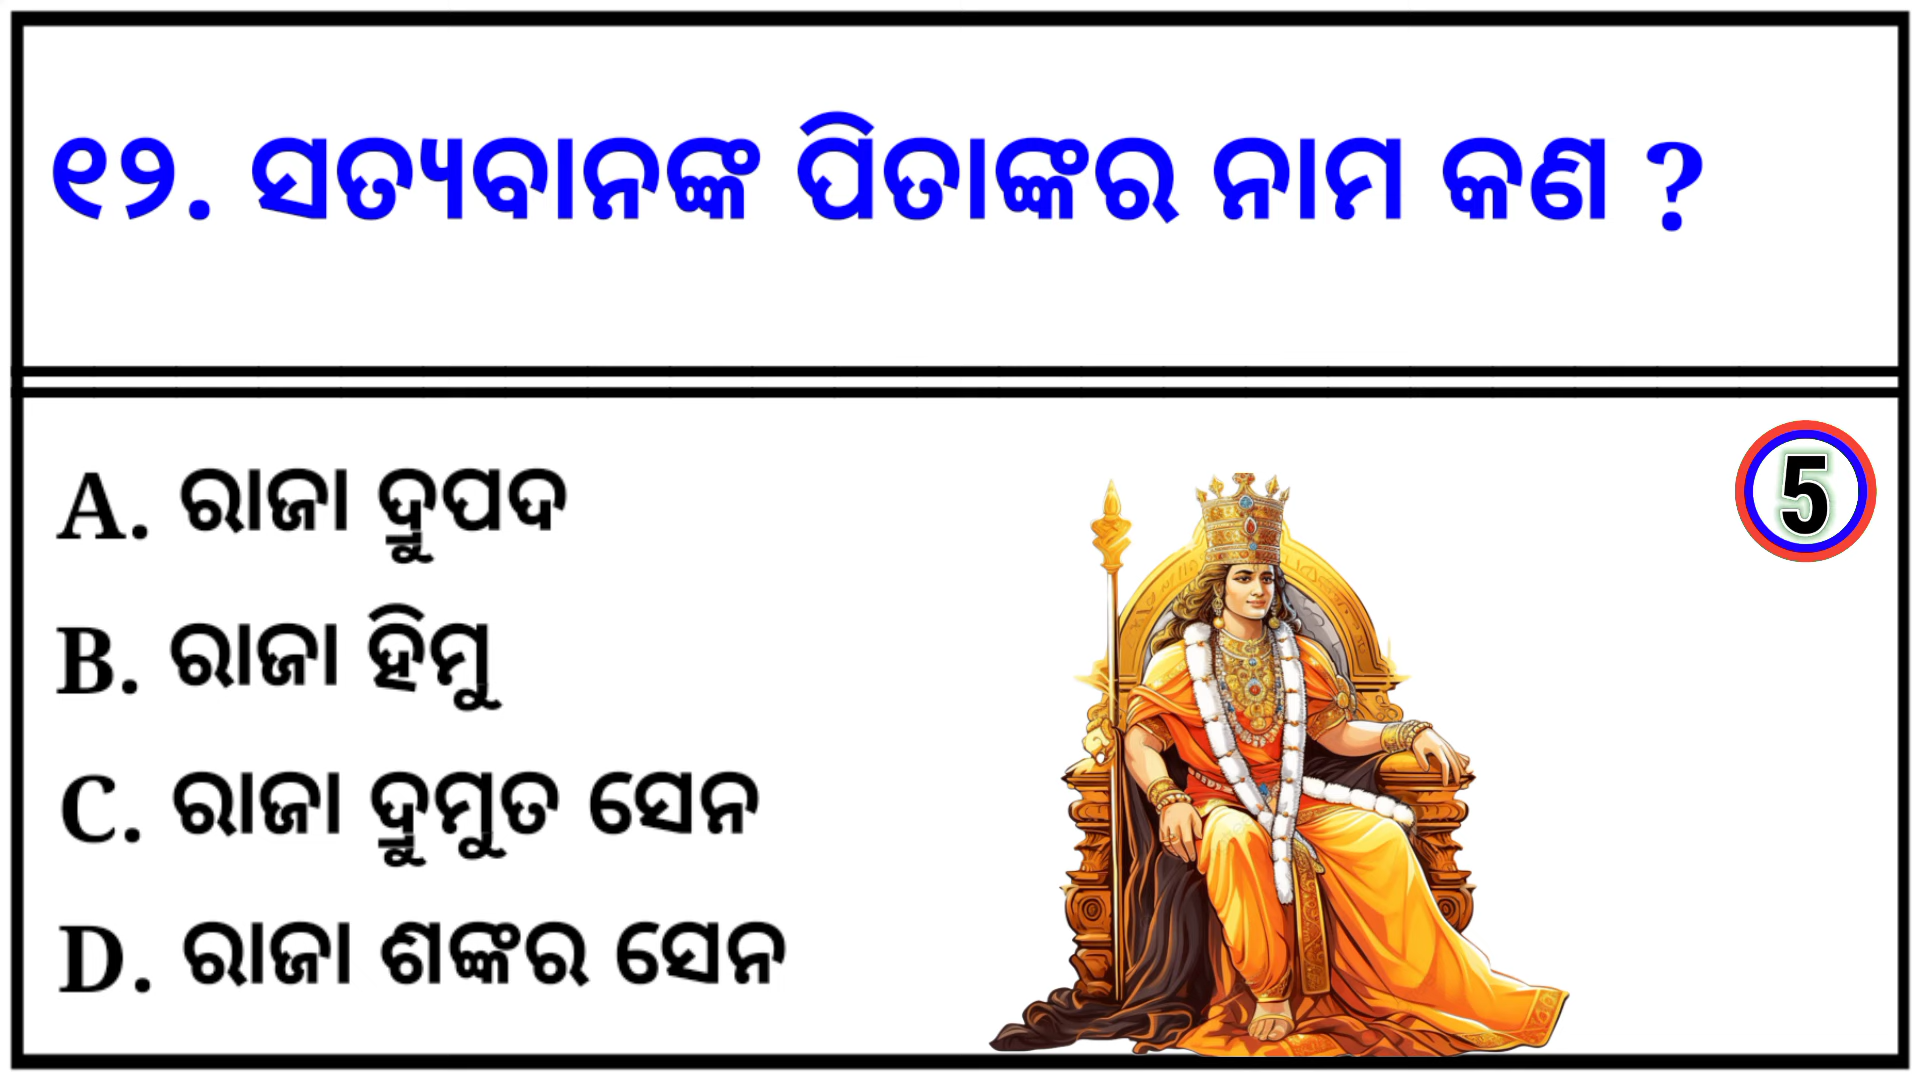 ୧୨. ସତ୍ୟବାନଙ୍କ ପିତାଙ୍କର ନାମ କଣ ?
A. ରାଜା ଦ୍ରୁପଦ
5
B. ରାଜା ହିମୁ
C. ରାଜା ଦ୍ରୁମୁତ ସେନ
D. ରାଜା ଶଙ୍କର ସେନ